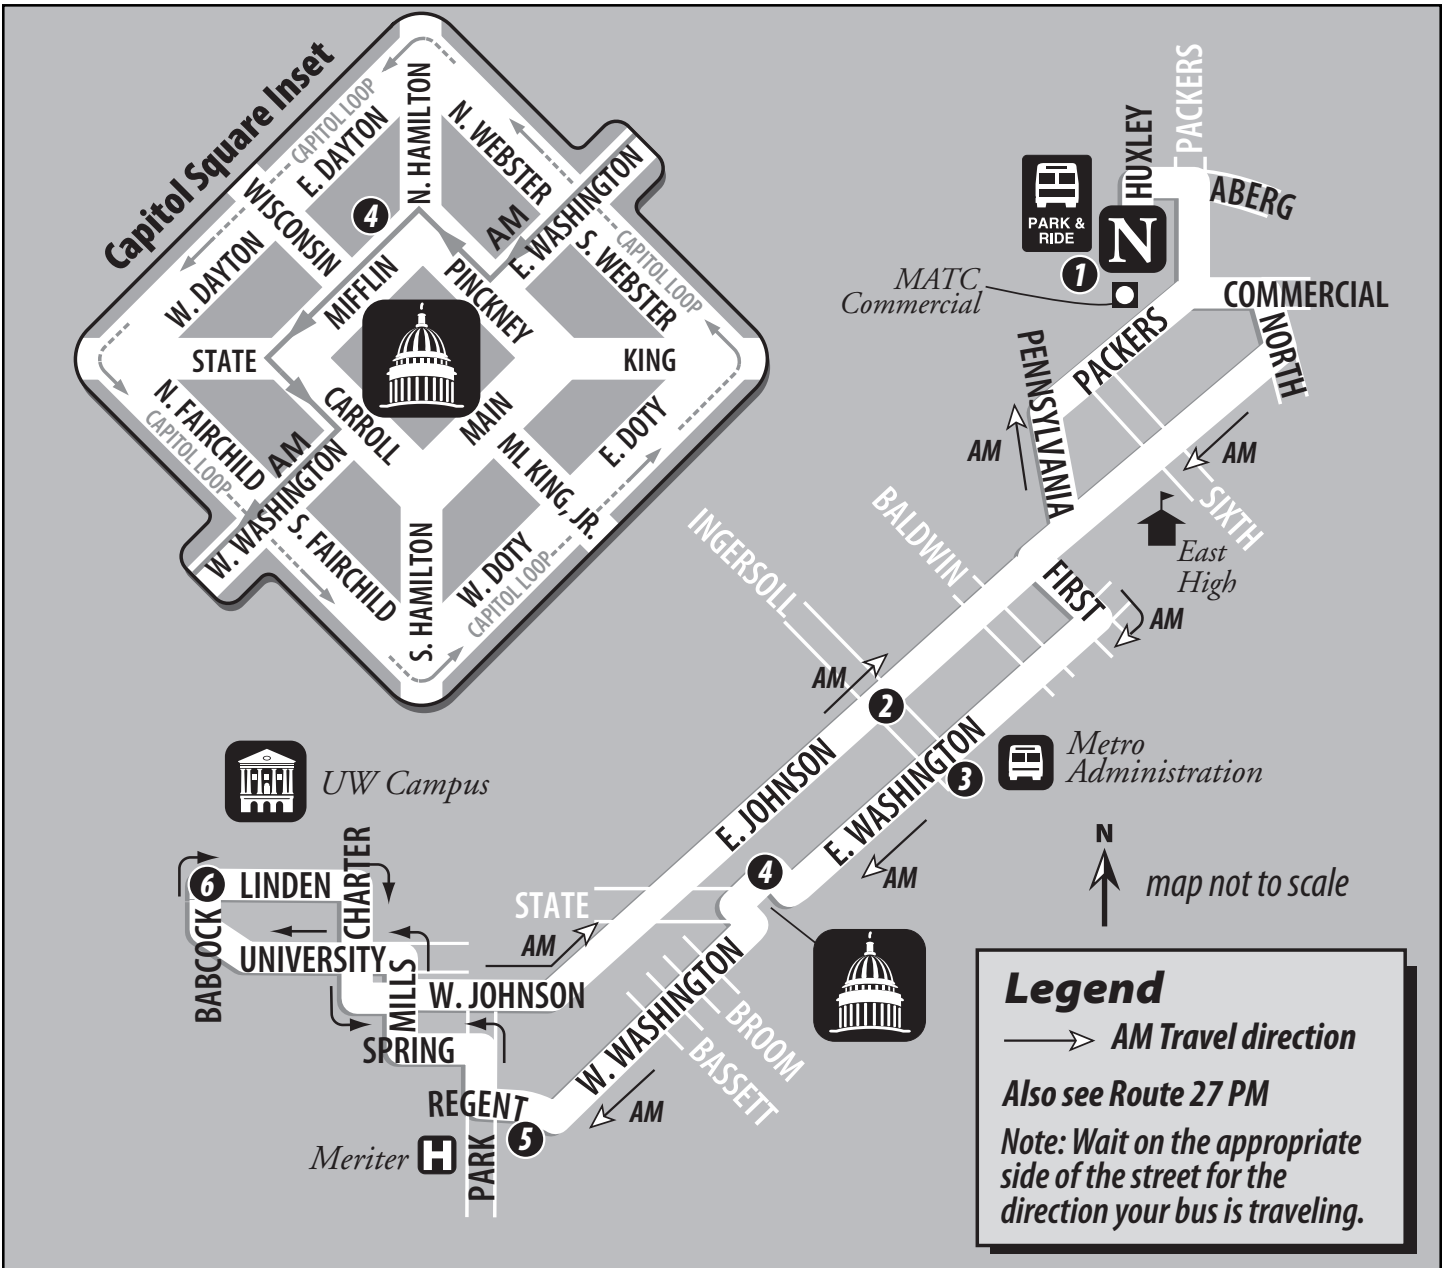 Capitol Square Inset
CAPITOL LOOP
E. DAYTON
N. HAMILTON
N. WEBSTER
E. WASHINGTON
AM
WISCONSIN
4
W. DAYTON
MIFFLIN
PINCKNEY
S. WEBSTER
CAPITOL LOOP
STATE
KING
N. FAIRCHILD
CAPITOL LOOP
AM
W. WASHINGTON
CARROLL
MAIN
ML KING, JR.
E. DOTY
S. FAIRCHILD
S. HAMILTON
W. DOTY
CAPITOL LOOP
PACKERS
HUXLEY
ABERG
PARK &
RIDE
N
1
MATC
Commercial
COMMERCIAL
NORTH
PENNSYLVANIA
PACKERS
AM
AM
SIXTH
East
High
BALDWIN
INGERSOLL
FIRST
AM
AM
2
E. JOHNSON
E. WASHINGTON
3
Metro
Administration
AM
4
STATE
AM
UW Campus
6
LINDEN
CHARTER
BABCOCK
UNIVERSITY
MILLS
W. JOHNSON
SPRING
REGENT
5
PARK
Meriter
H
W. WASHINGTON
BROOM
BASSETT
AM
N
map not to scale
Legend
AM Travel direction
Also see Route 27 PM
Note: Wait on the appropriate
side of the street for the
direction your bus is traveling.